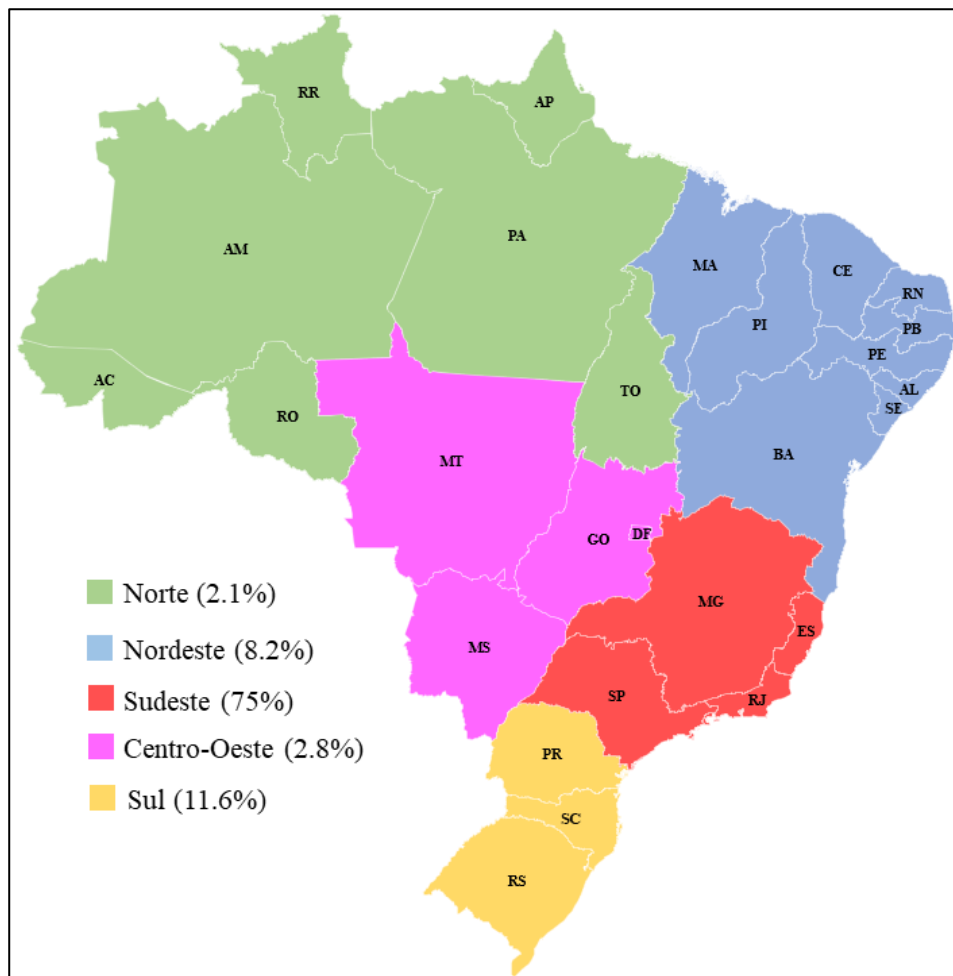 RR
AP
AM
PA
MA
CE
RN
PI
PB
PE
AC
TO
AL
SE
RO
BA
MT
GO
DF
MG
ES
MS
SP
RJ
PR
SC
RS
Norte (2.1%)
Nordeste (8.2%)
Sudeste (75%)
Centro-Oeste (2.8%)
Sul (11.6%)